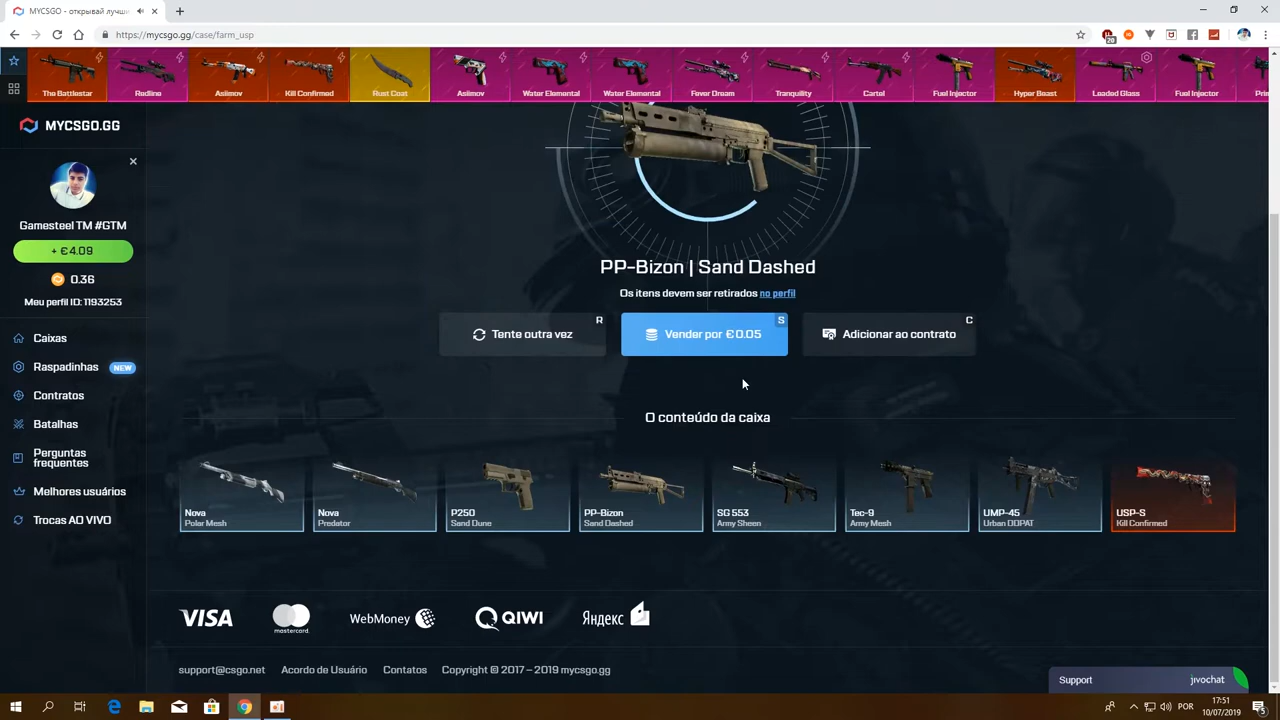 MYCSGO - открывай лучши
https://mycsgo.gg/case/farm_usp
20
The Battlestar
Redline
Asiimov
Kill Confirmed
Rust Coat
Asiimov
Water Elemental
Water Elemental
Fever Dream
Tranquility
Cartel
Fuel Injector
Hyper Beast
Loaded Glass
Fuel Injector
Prin
MYCSGO.GG
Gamesteel TM #GTM
+ €4.09
0.36
Meu perfil ID: 1193253
Caixas
Raspadinhas NEW
Contratos
Batalhas
Perguntas
frequentes
Melhores usuários
Trocas AO VIVO
PP-Bizon | Sand Dashed
Os itens devem ser retirados no perfil
Tente outra vez R
Vender por €0.05 S
Adicionar ao contrato C
O conteúdo da caixa
Nova
Polar Mesh
Nova
Predator
P250
Sand Dune
PP-Bizon
Sand Dashed
SG 553
Army Sheen
Tec-9
Army Mesh
UMP-45
Urban DDPAT
USP-S
Kill Confirmed
VISA
mastercard.
WebMoney
QIWI
Яндекс
support@csgo.net Acordo de Usuário Contatos Copyright © 2017 – 2019 mycsgo.gg
Support jivochat
POR
17:51
10/07/2019
5